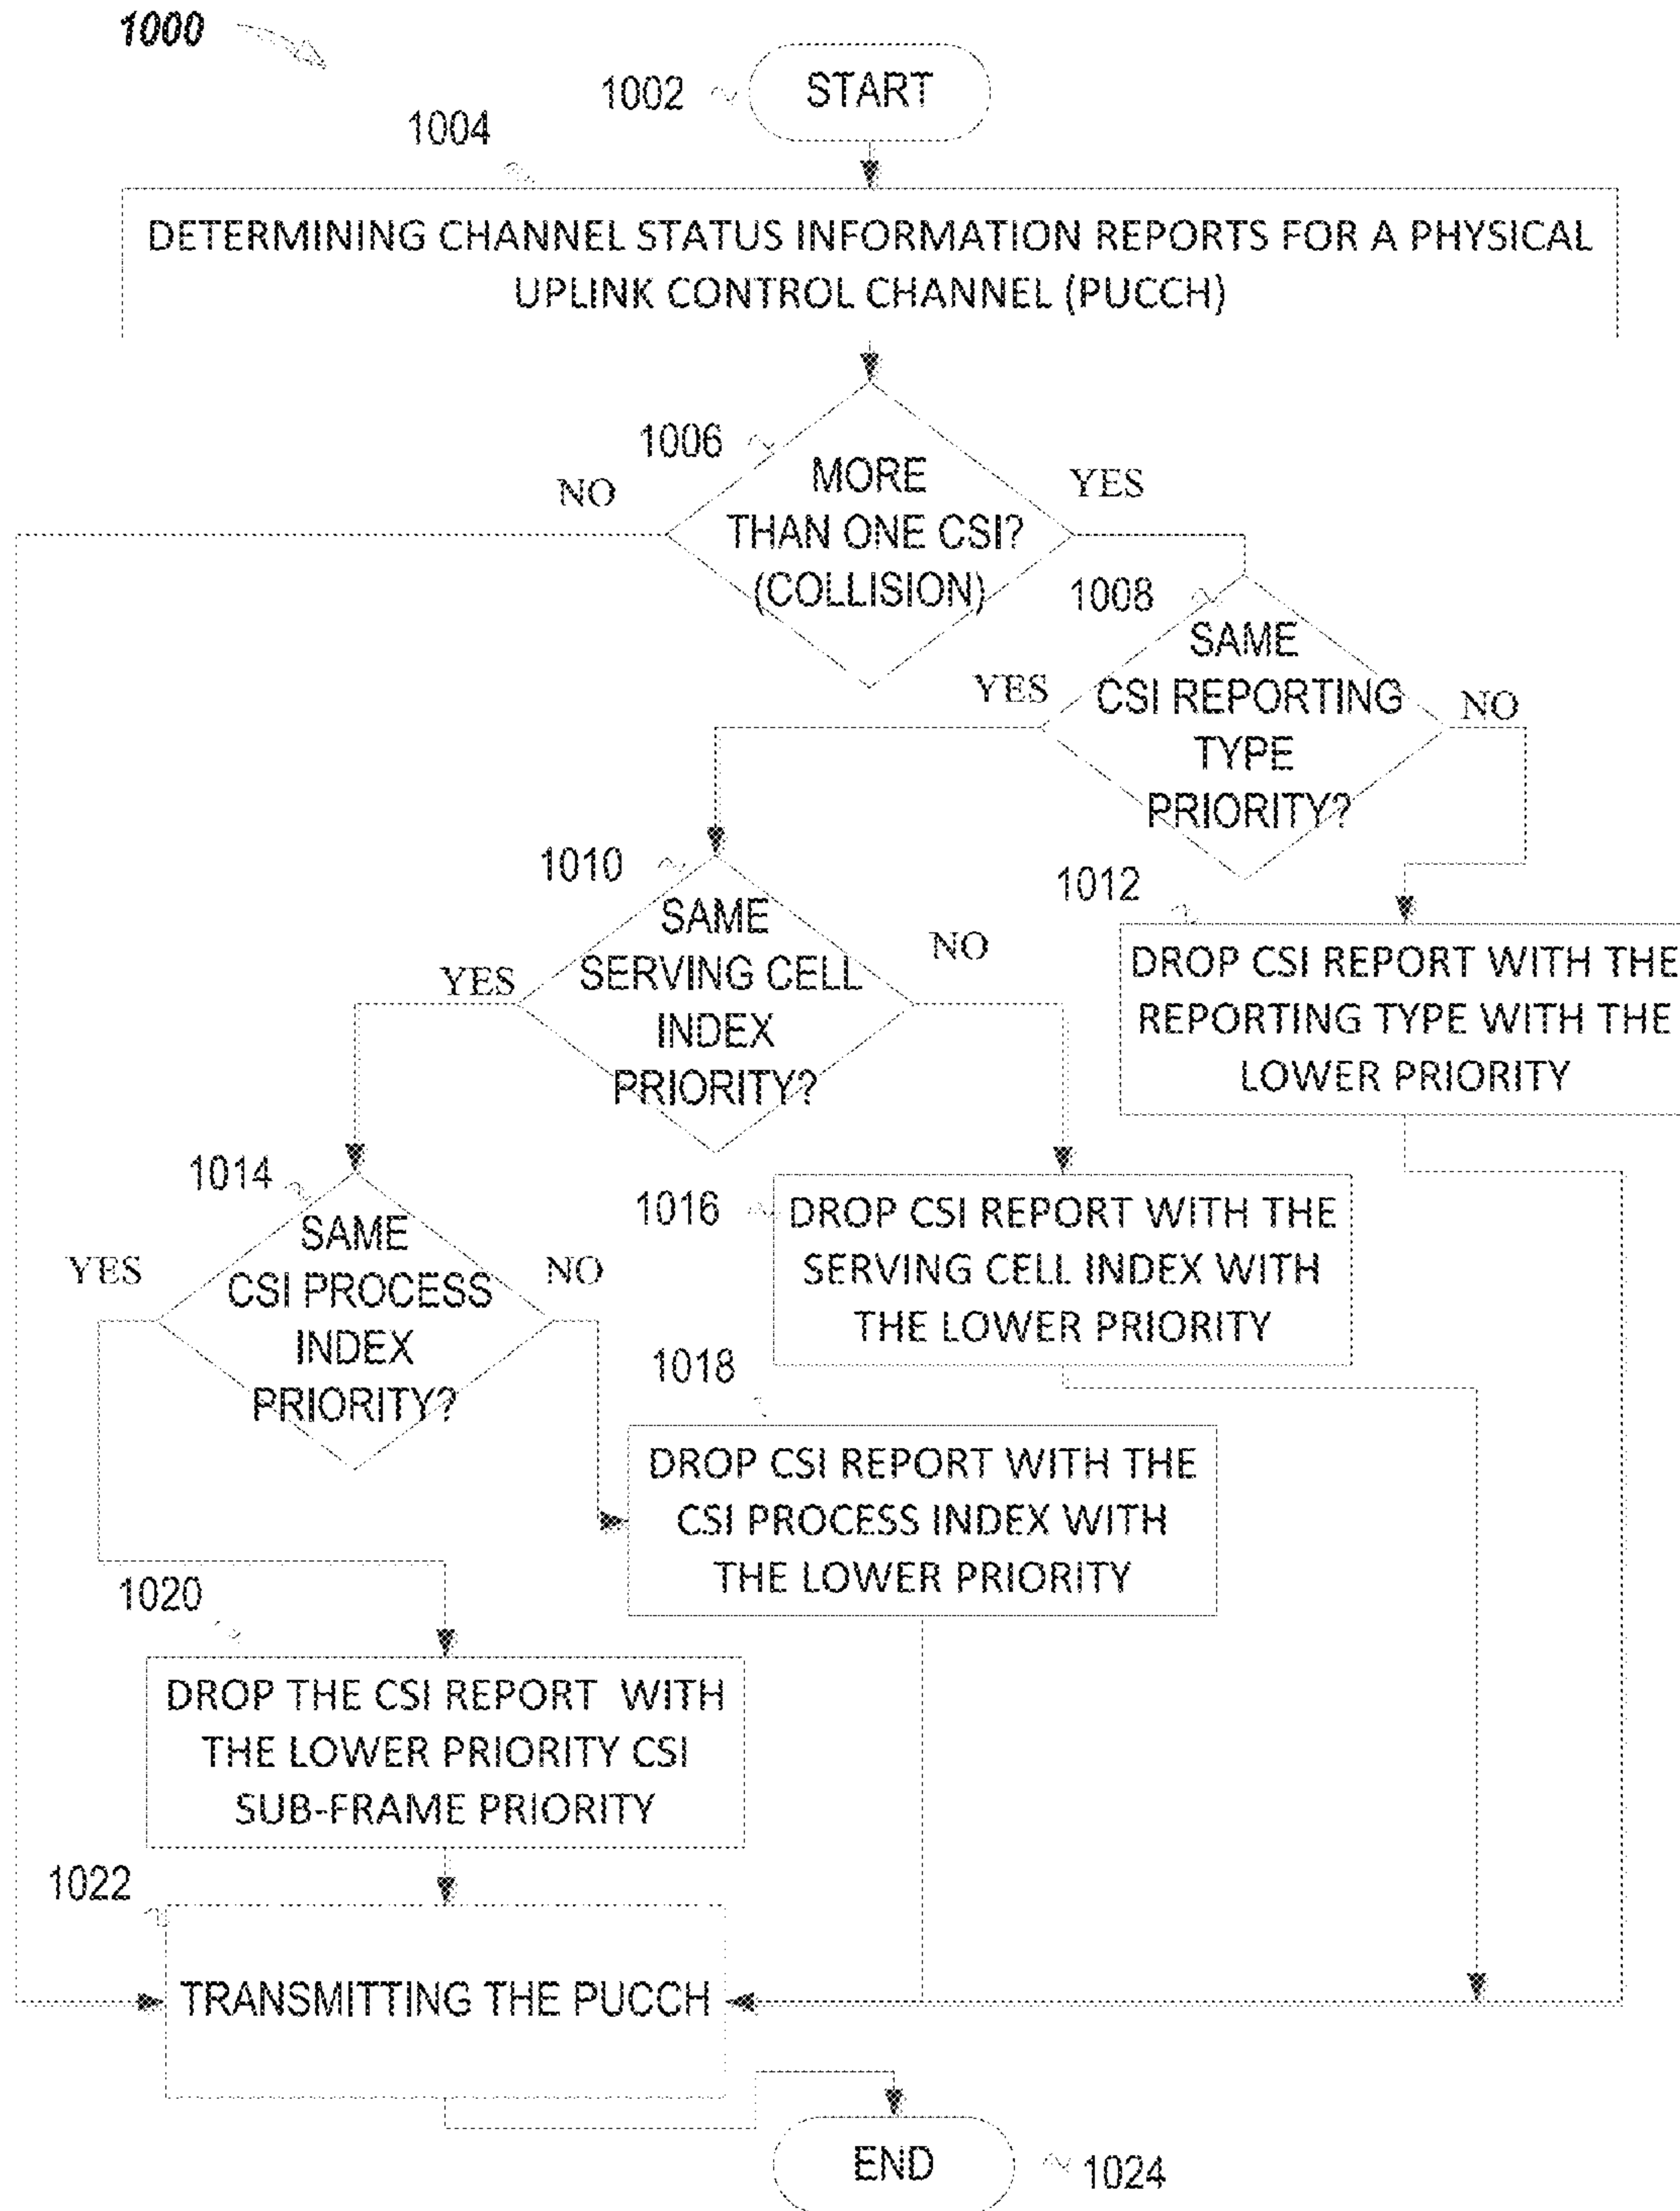 1000
1002
START
1004
DETERMINING CHANNEL STATUS INFORMATION REPORTS FOR A PHYSICAL
UPLINK CONTROL CHANNEL (PUCCH)
1006
NO
YES
MORE
THAN ONE CSI?
(COLLISION)
1008
YES
NO
SAME
CSI REPORTING
TYPE
PRIORITY?
1010
YES
NO
SAME
SERVING CELL
INDEX
PRIORITY?
1012
DROP CSI REPORT WITH THE
REPORTING TYPE WITH THE
LOWER PRIORITY
1014
YES
NO
SAME
CSI PROCESS
INDEX
PRIORITY?
1016
DROP CSI REPORT WITH THE
SERVING CELL INDEX WITH
THE LOWER PRIORITY
1018
DROP CSI REPORT WITH THE
CSI PROCESS INDEX WITH
THE LOWER PRIORITY
1020
DROP THE CSI REPORT WITH
THE LOWER PRIORITY CSI
SUB-FRAME PRIORITY
1022
TRANSMITTING THE PUCCH
END
1024